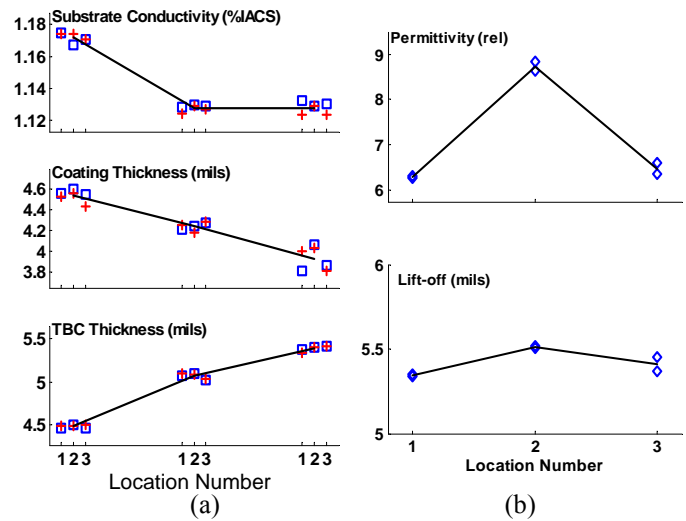 Substrate Conductivity (%IACS)
1.18
1.16
1.14
1.12
Coating Thickness (mils)
4.6
4.4
4.2
4
3.8
TBC Thickness (mils)
5.5
5
4.5
1 2 3 1 2 3 1 2 3
Location Number
(a)
Permittivity (rel)
9
8
7
6
Lift-off (mils)
6
5.5
5
1 2 3
Location Number
(b)